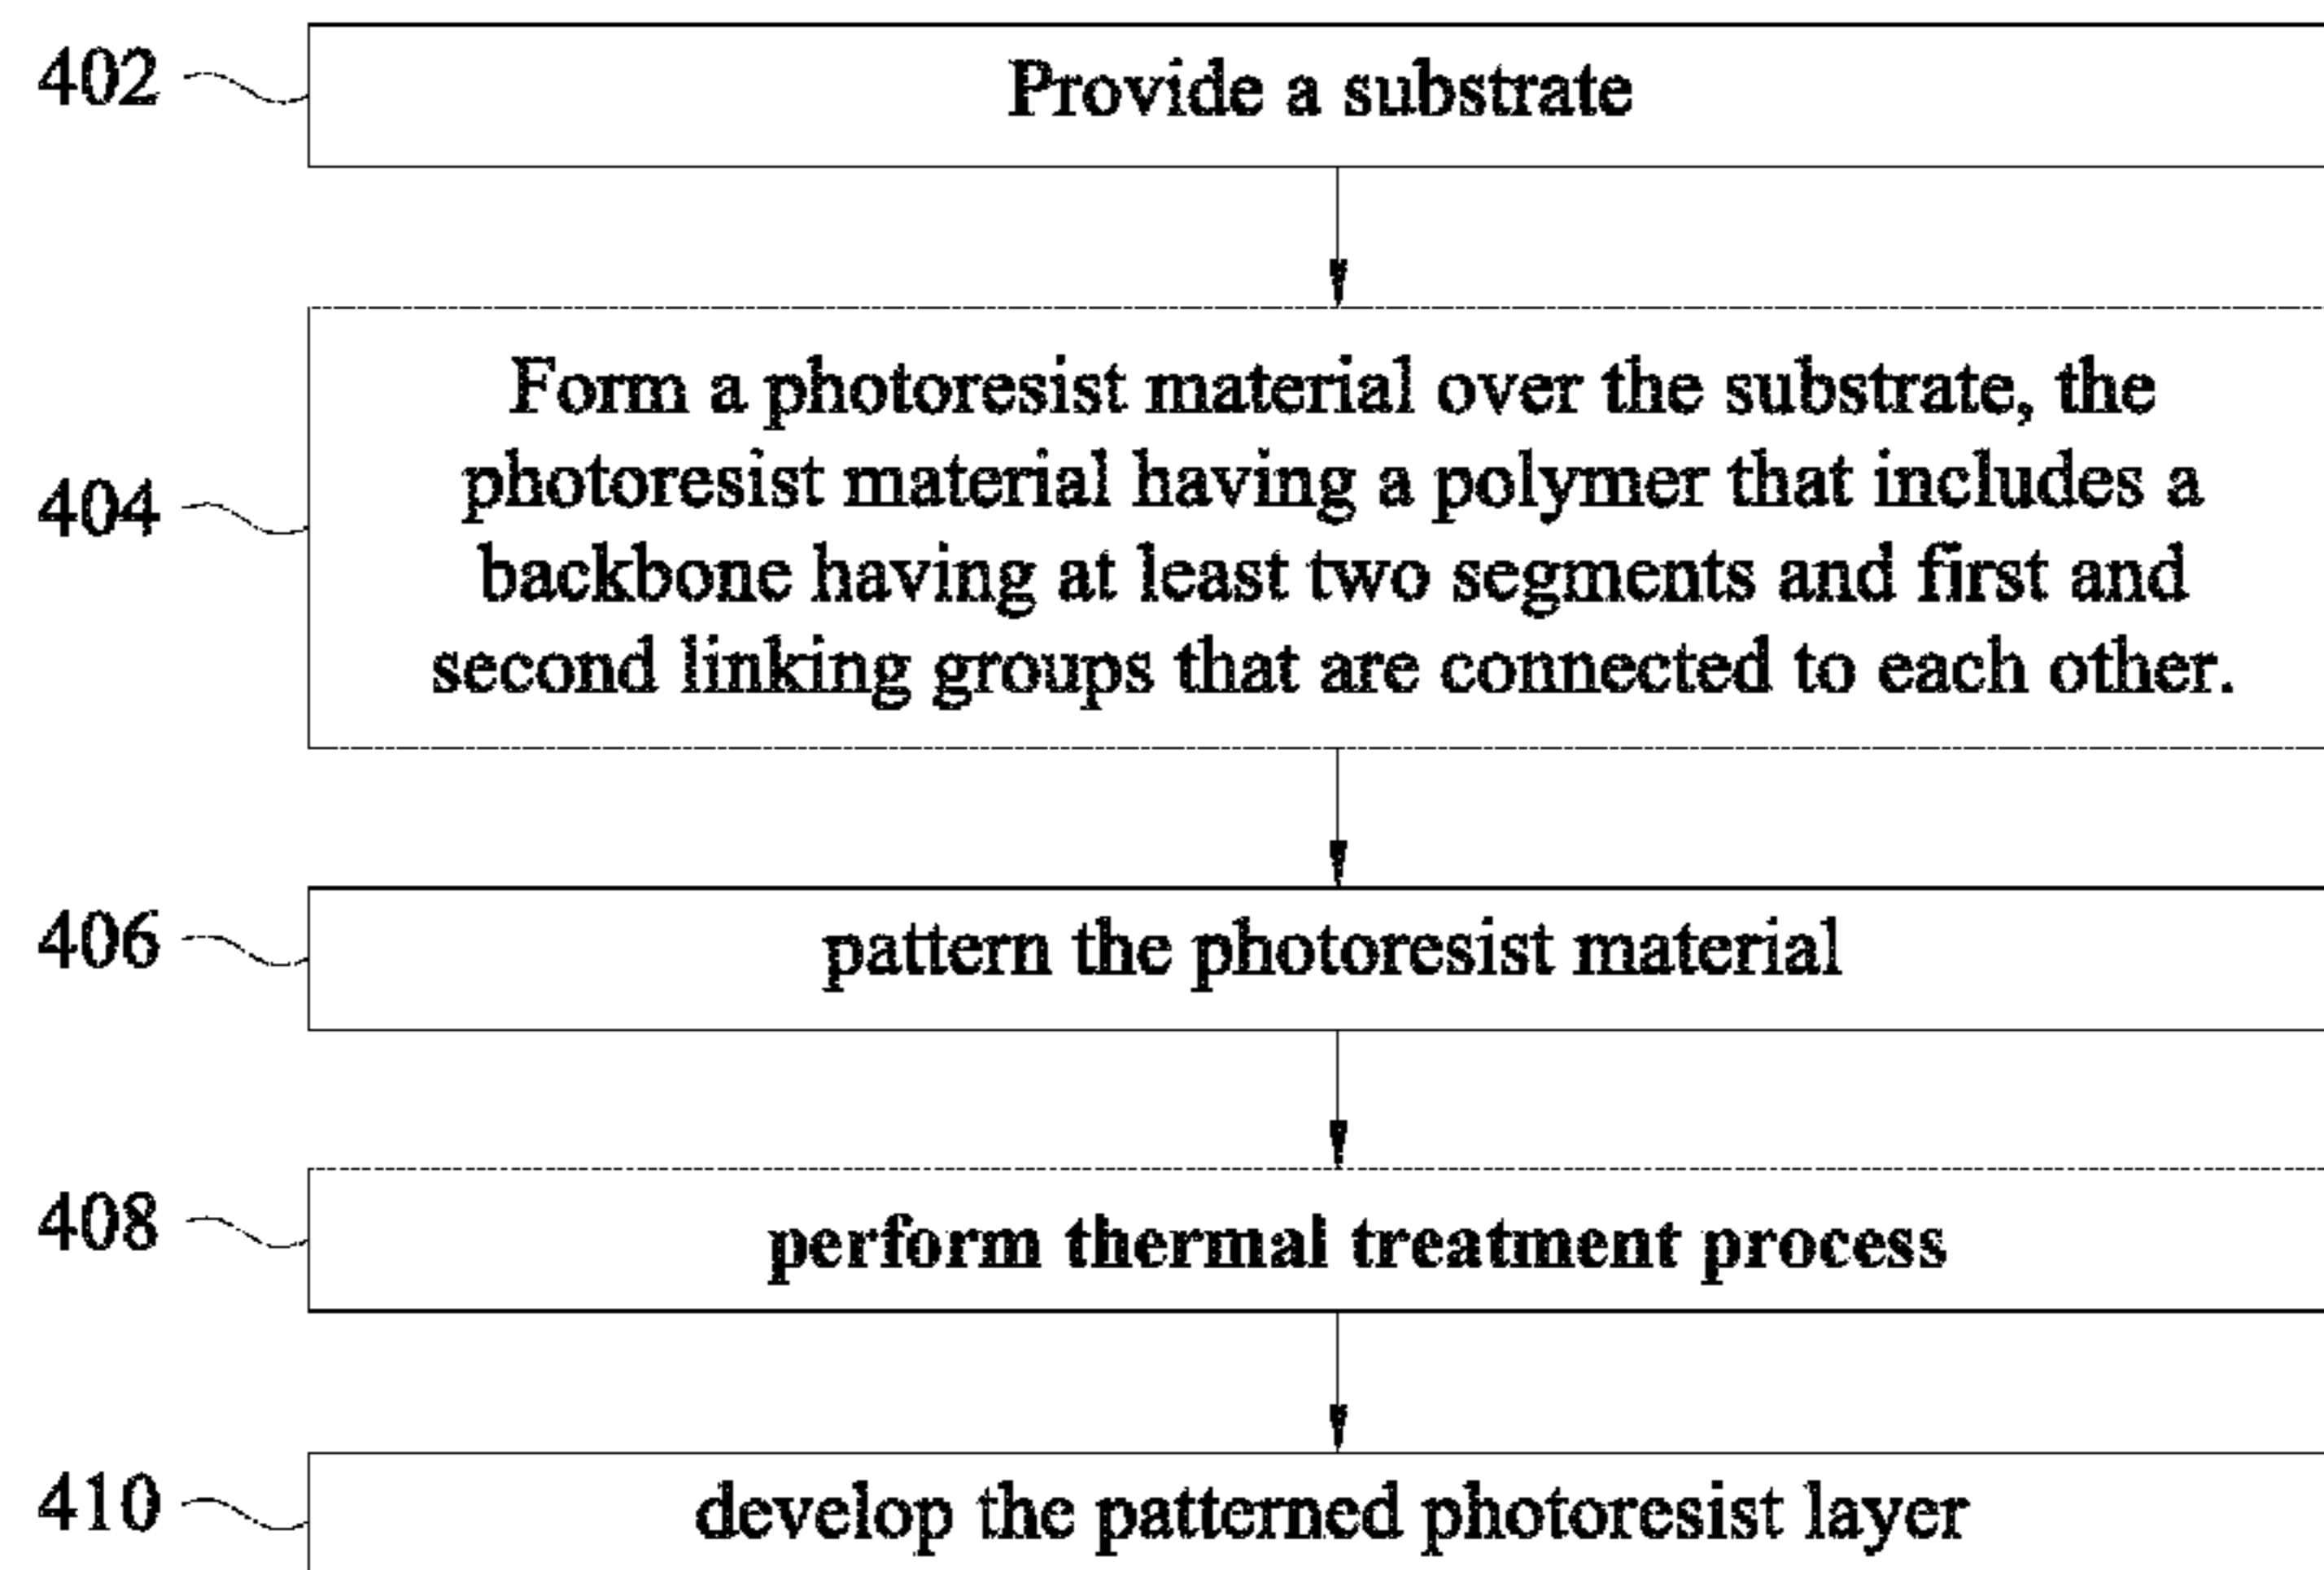 402 Provide a substrate
Form a photoresist material over the substrate, the
photoresist material having a polymer that includes a
404
backbone having at least two segments and first and
second linking groups that are connected to each other.
406 pattern the photoresist material
408 perform thermal treatment process
410 develop the patterned photoresist layer